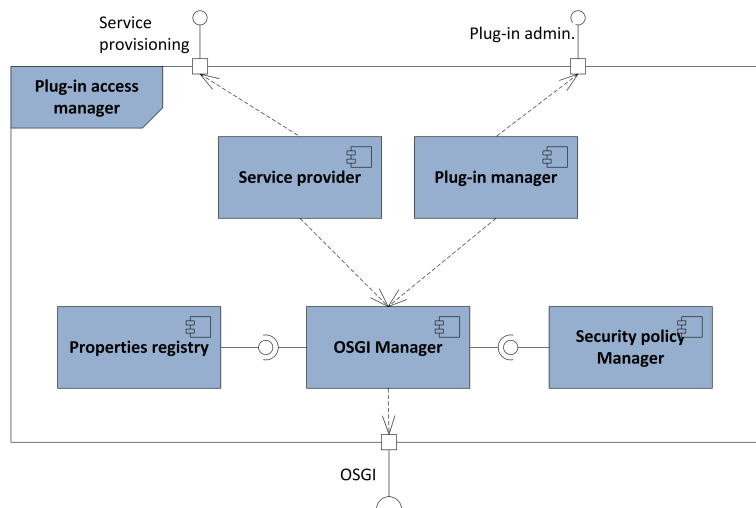 Service
provisioning
Plug-in admin.
Plug-in access
manager
Service provider
Plug-in manager
Properties registry
OSGI Manager
Security policy
Manager
OSGI